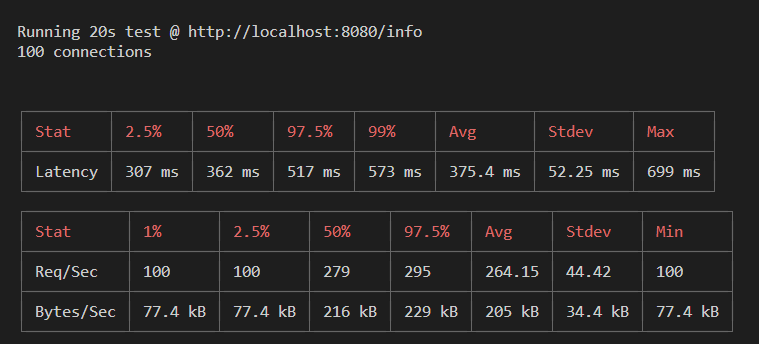 Running 20s test @ http://localhost:8080/info
100 connections
Stat 2.5% 50% 97.5% 99% Avg Stdev Max
Latency 307 ms 362 ms 517 ms 573 ms 375.4 ms 52.25 ms 699 ms
Stat 1% 2.5% 50% 97.5% Avg Stdev Min
Req/Sec 100 100 279 295 264.15 44.42 100
Bytes/Sec 77.4 kB 77.4 kB 216 kB 229 kB 205 kB 34.4 kB 77.4 kB